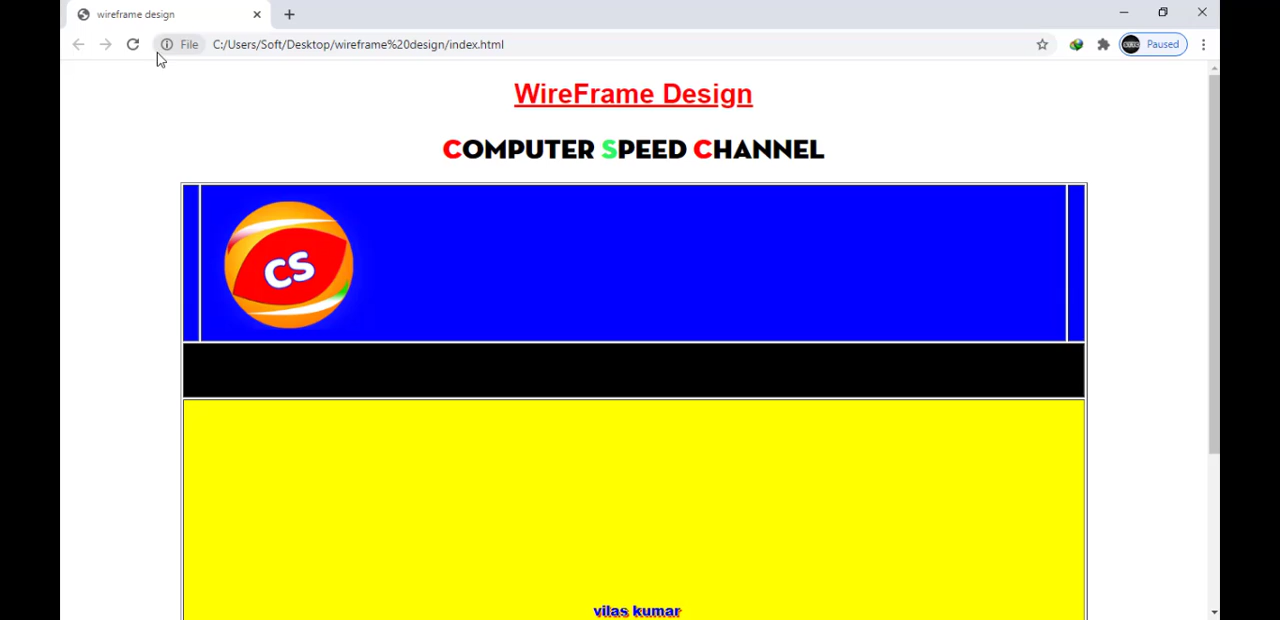 wireframe design
File C:/Users/Soft/Desktop/wireframe%20design/index.html
Paused
WireFrame Design
COMPUTER SPEED CHANNEL
CS
vilas kumar